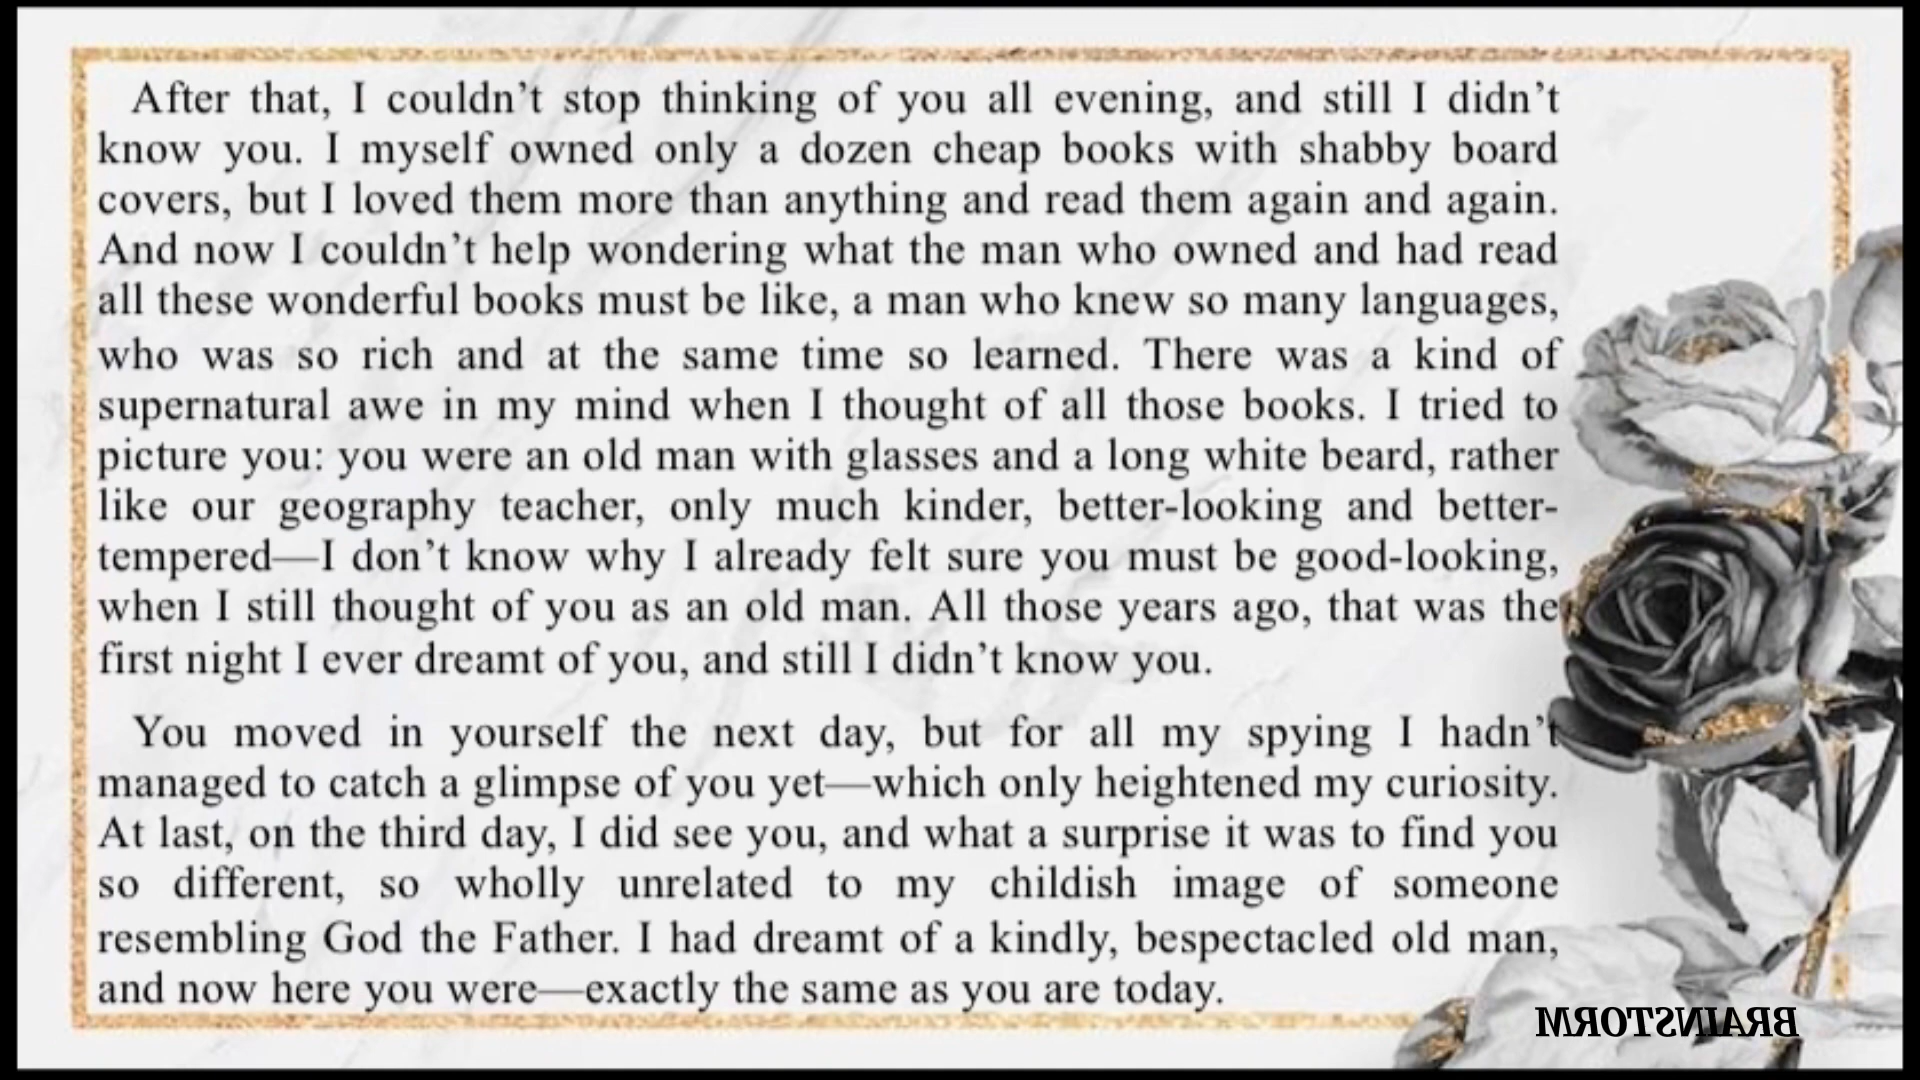 After that, I couldn’t stop thinking of you all evening, and still I didn’t
know you. I myself owned only a dozen cheap books with shabby board
covers, but I loved them more than anything and read them again and again.
And now I couldn’t help wondering what the man who owned and had read
all these wonderful books must be like, a man who knew so many languages,
who was so rich and at the same time so learned. There was a kind of
supernatural awe in my mind when I thought of all those books. I tried to
picture you: you were an old man with glasses and a long white beard, rather
like our geography teacher, only much kinder, better-looking and better-
tempered—I don’t know why I already felt sure you must be good-looking,
when I still thought of you as an old man. All those years ago, that was the
first night I ever dreamt of you, and still I didn’t know you.
You moved in yourself the next day, but for all my spying I hadn’t
managed to catch a glimpse of you yet—which only heightened my curiosity.
At last, on the third day, I did see you, and what a surprise it was to find you
so different, so wholly unrelated to my childish image of someone
resembling God the Father. I had dreamt of a kindly, bespectacled old man,
and now here you were—exactly the same as you are today.
BRAINSTORM